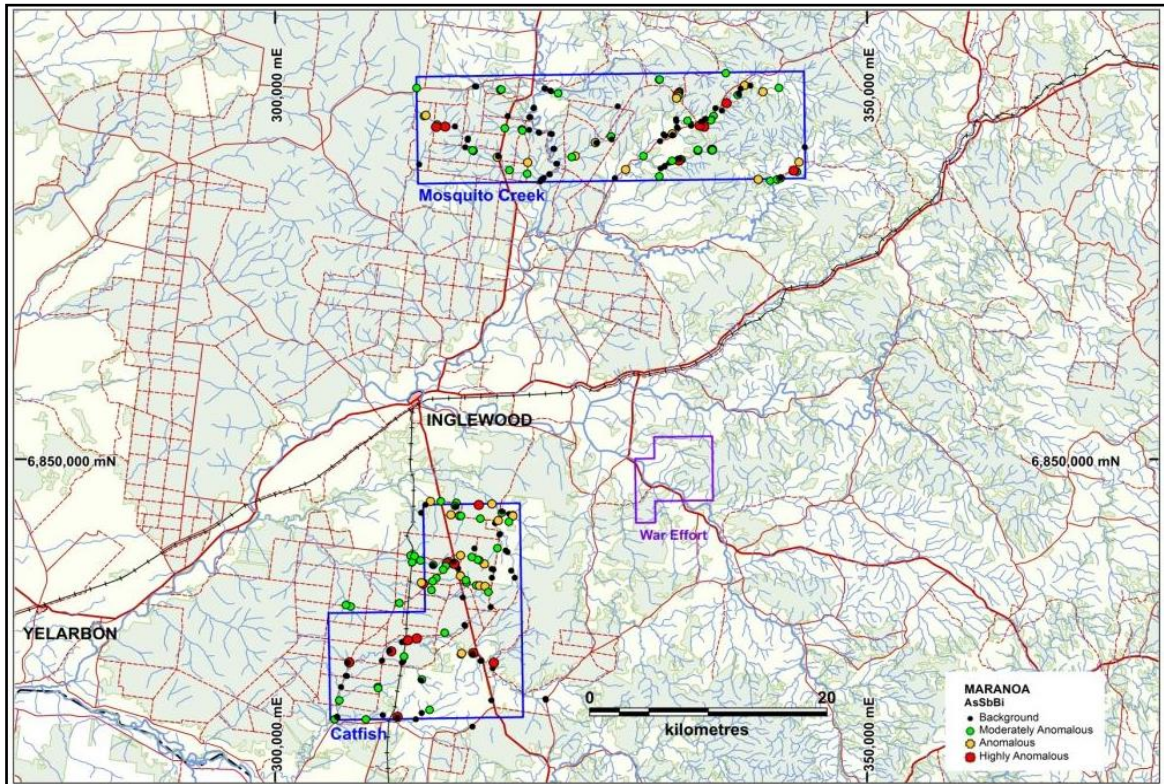 300,000 mE
350,000 mE
Mosquito Creek
INGLEWOOD
6,850,000 mN
6,850,000 mN
War Effort
YELARBON
Catfish
300,000 mE
350,000 mE
0
20
kilometres
MARANOA
AsSbBi
Background
Moderately Anomalous
Anomalous
Highly Anomalous